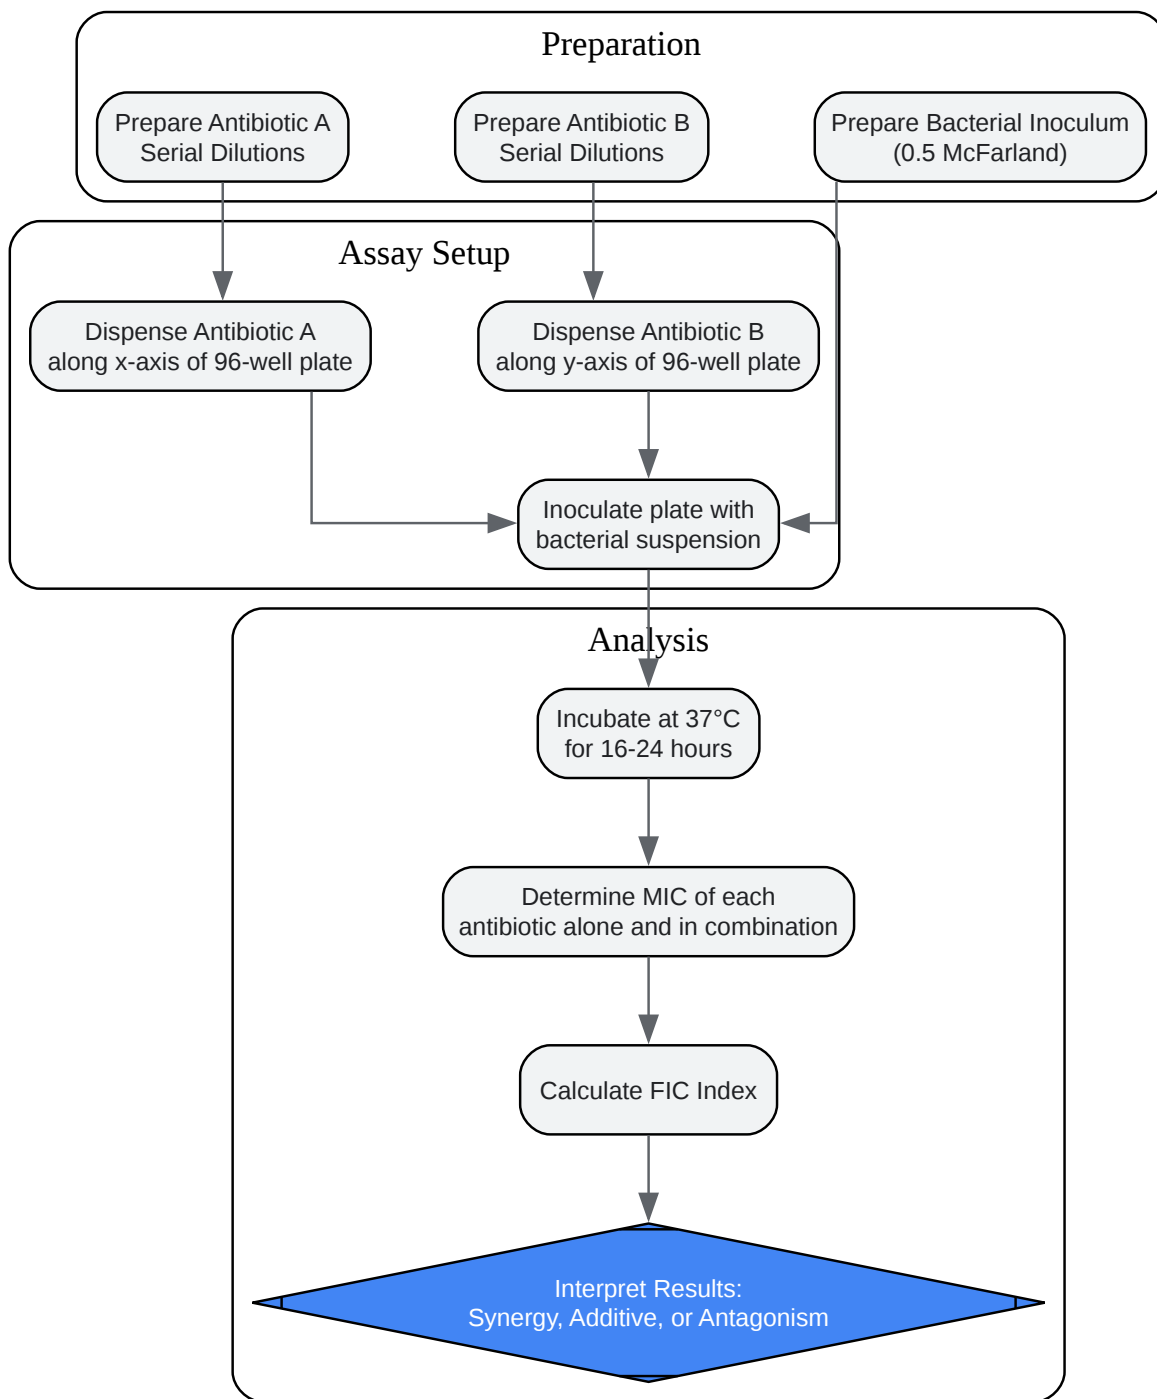 Preparation
Prepare Antibiotic A
Serial Dilutions
Prepare Antibiotic B
Serial Dilutions
Prepare Bacterial Inoculum
(0.5 McFarland)
Assay Setup
Dispense Antibiotic A
along x-axis of 96-well plate
Dispense Antibiotic B
along y-axis of 96-well plate
Inoculate plate with
bacterial suspension
Analysis
Incubate at 37°C
for 16-24 hours
Determine MIC of each
antibiotic alone and in combination
Calculate FIC Index
Interpret Results:
Synergy, Additive, or Antagonism